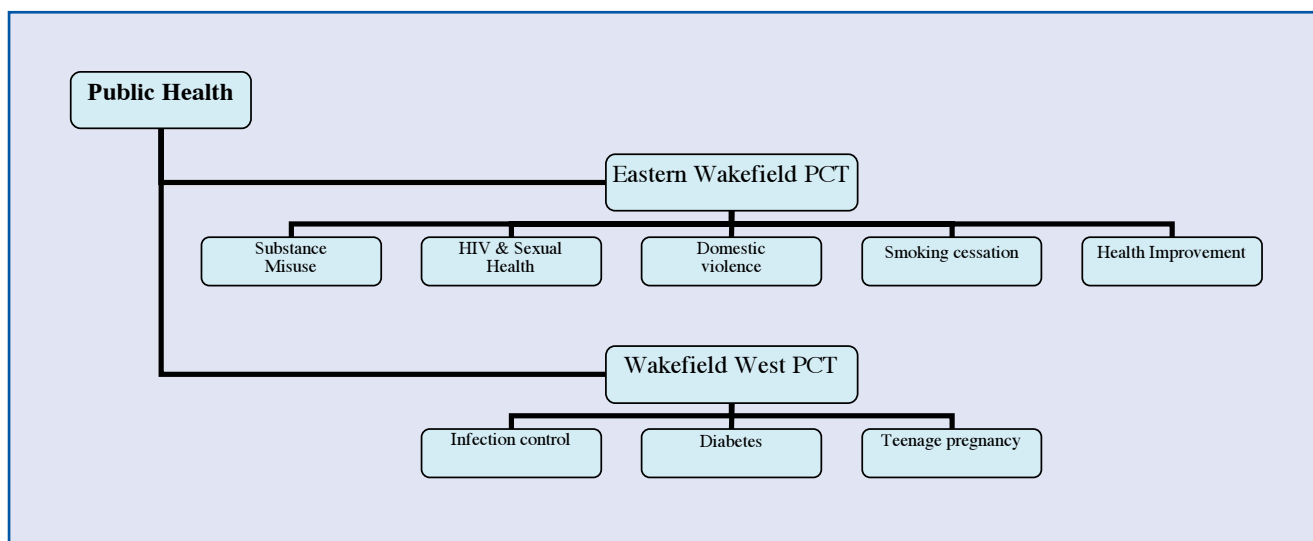 Public Health
Eastern Wakefield PCT
Substance
Misuse
HIV & Sexual
Health
Domestic
violence
Smoking cessation
Health Improvement
Wakefield West PCT
Infection control
Diabetes
Teenage pregnancy